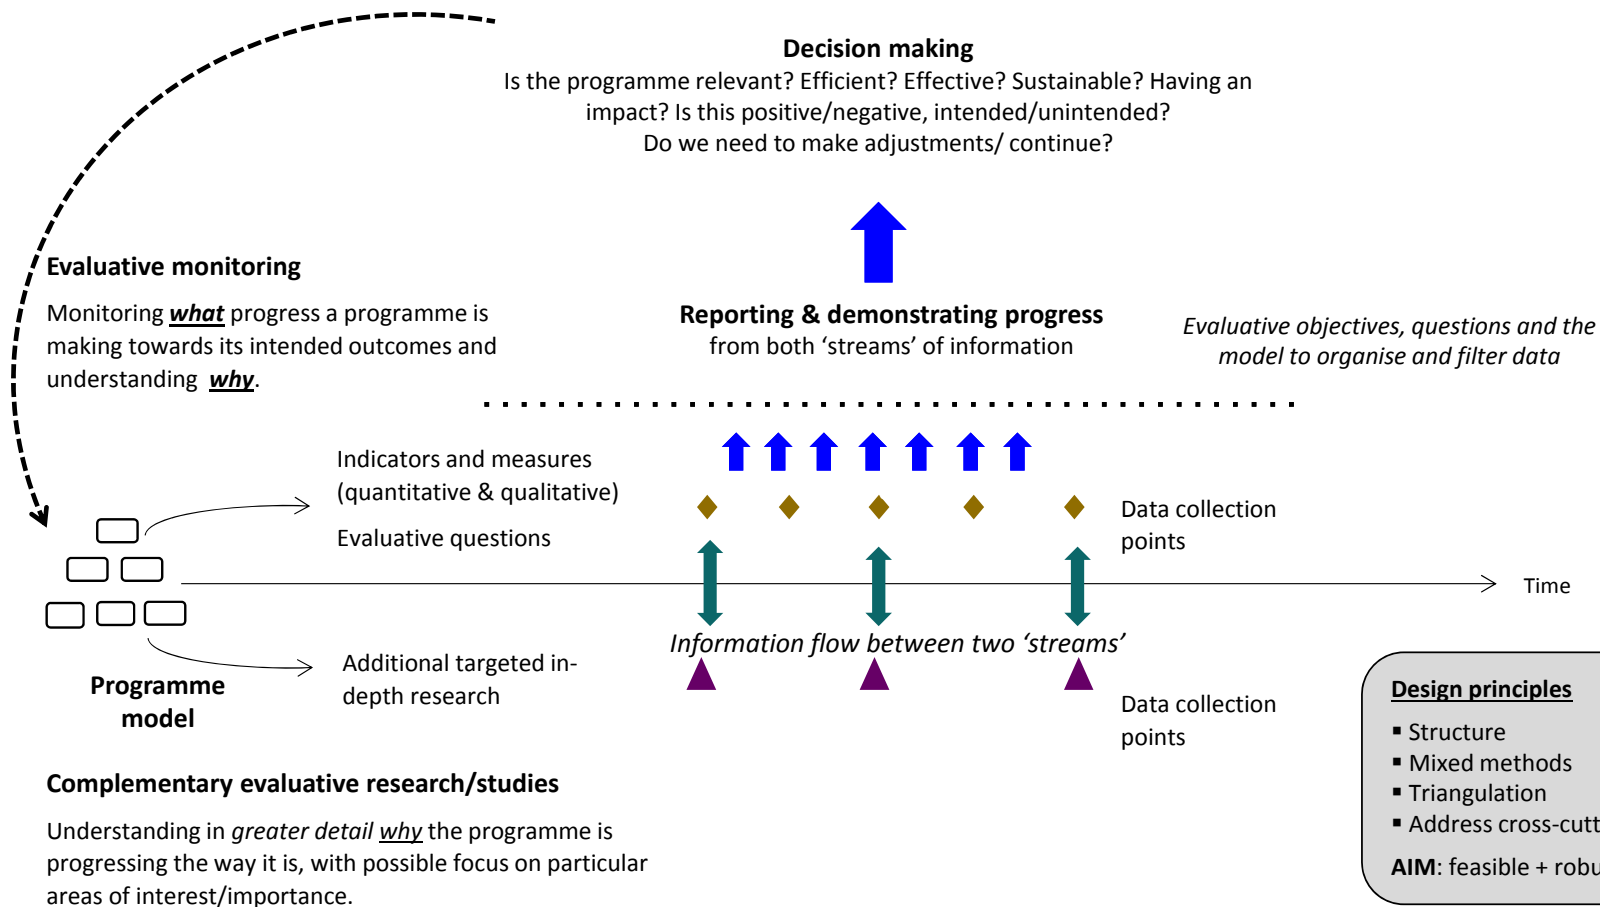 Decision making
Is the programme relevant? Efficient? Effective? Sustainable? Having an
impact? Is this positive/negative, intended/unintended?
Do we need to make adjustments/ continue?
Evaluative monitoring
Monitoring what progress a programme is
making towards its intended outcomes and
understanding why.
Reporting & demonstrating progress
from both ‘streams’ of information
Evaluative objectives, questions and the
model to organise and filter data
Indicators and measures
(quantitative & qualitative)
Evaluative questions
Data collection
points
Time
Information flow between two ‘streams’
Additional targeted in-
depth research
Programme
model
Data collection
points
Design principles
▪ Structure
▪ Mixed methods
▪ Triangulation
▪ Address
AIM: feasible +
Complementary evaluative research/studies
Understanding in greater detail why the programme is
progressing the way it is, with possible focus on particular
areas of interest/importance.